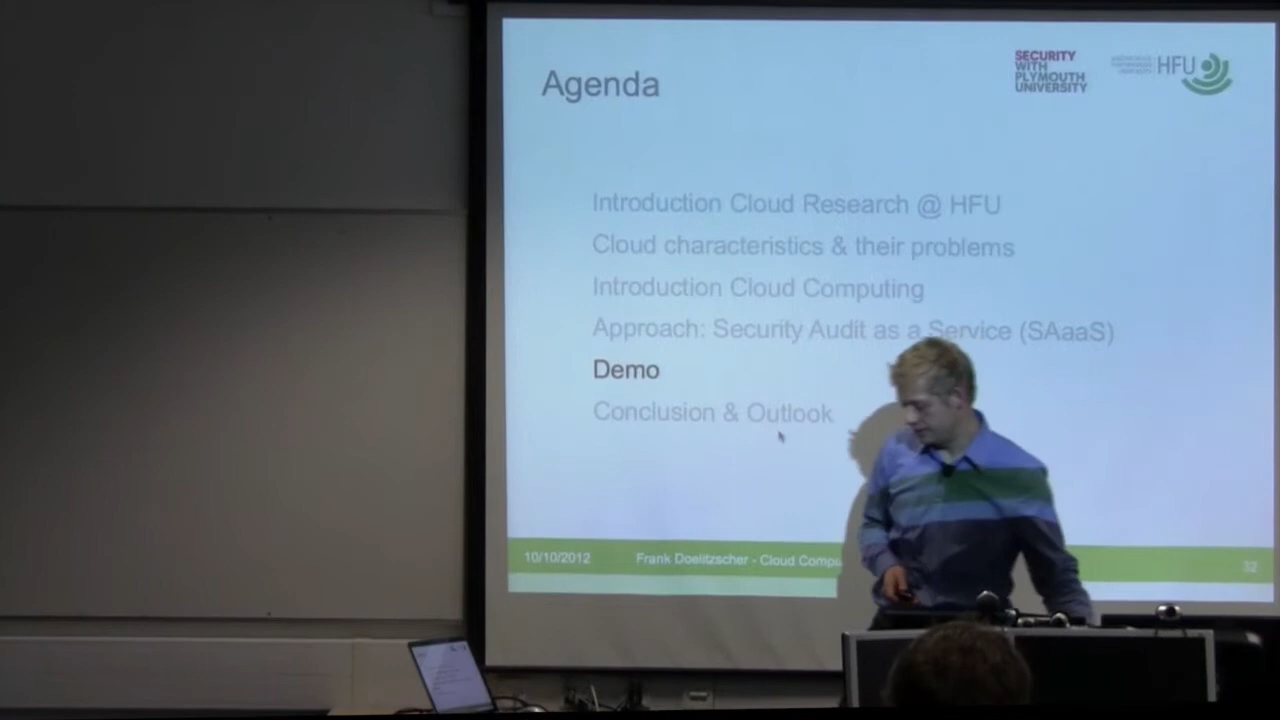 Agenda
SECURITY
WITH
PLYMOUTH
UNIVERSITY
HFU
Introduction Cloud Research @ HFU
Cloud characteristics & their problems
Introduction Cloud Computing
Approach: Security Audit as a Service (SAaaS)
Demo
Conclusion & Outlook
10/10/2012 Frank Doelitzscher - Cloud Compu 32